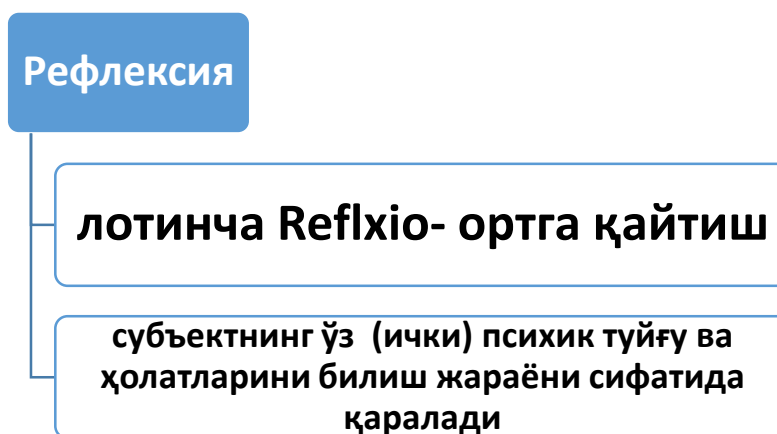 Рефлексия
лотинча Reflxio- ортга қайтиш
субъектнинг ўз (ички) психик туйғу ва
ҳолатларини билиш жараёни сифатида
қаралади